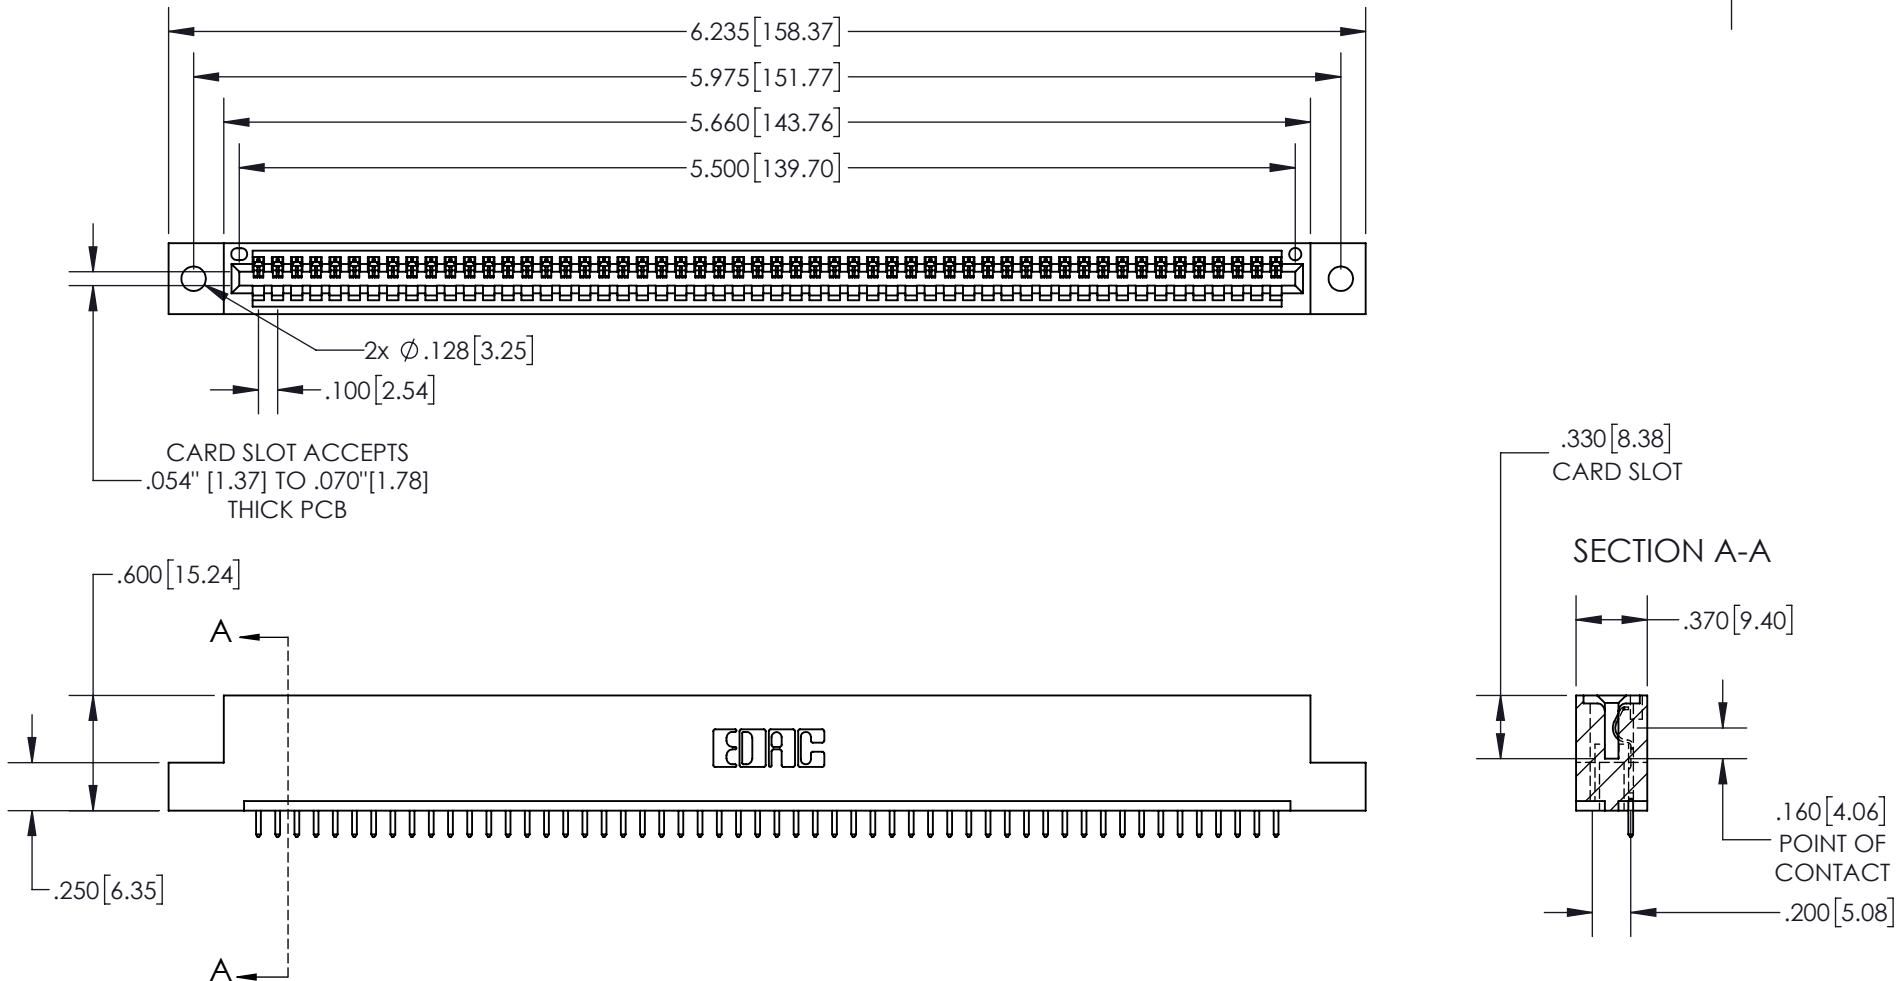 6.235[158.37]
5.975[151.77]
5.660[143.76]
5.500[139.70]
2x Ø.128[3.25]
.100[2.54]
CARD SLOT ACCEPTS
.054" [1.37] TO .070"[1.78]
THICK PCB
.330[8.38]
CARD SLOT
SECTION A-A
.600[15.24]
A
.370[9.40]
EDAC
.160[4.06]
POINT OF
CONTACT
.250[6.35]
.200[5.08]
A